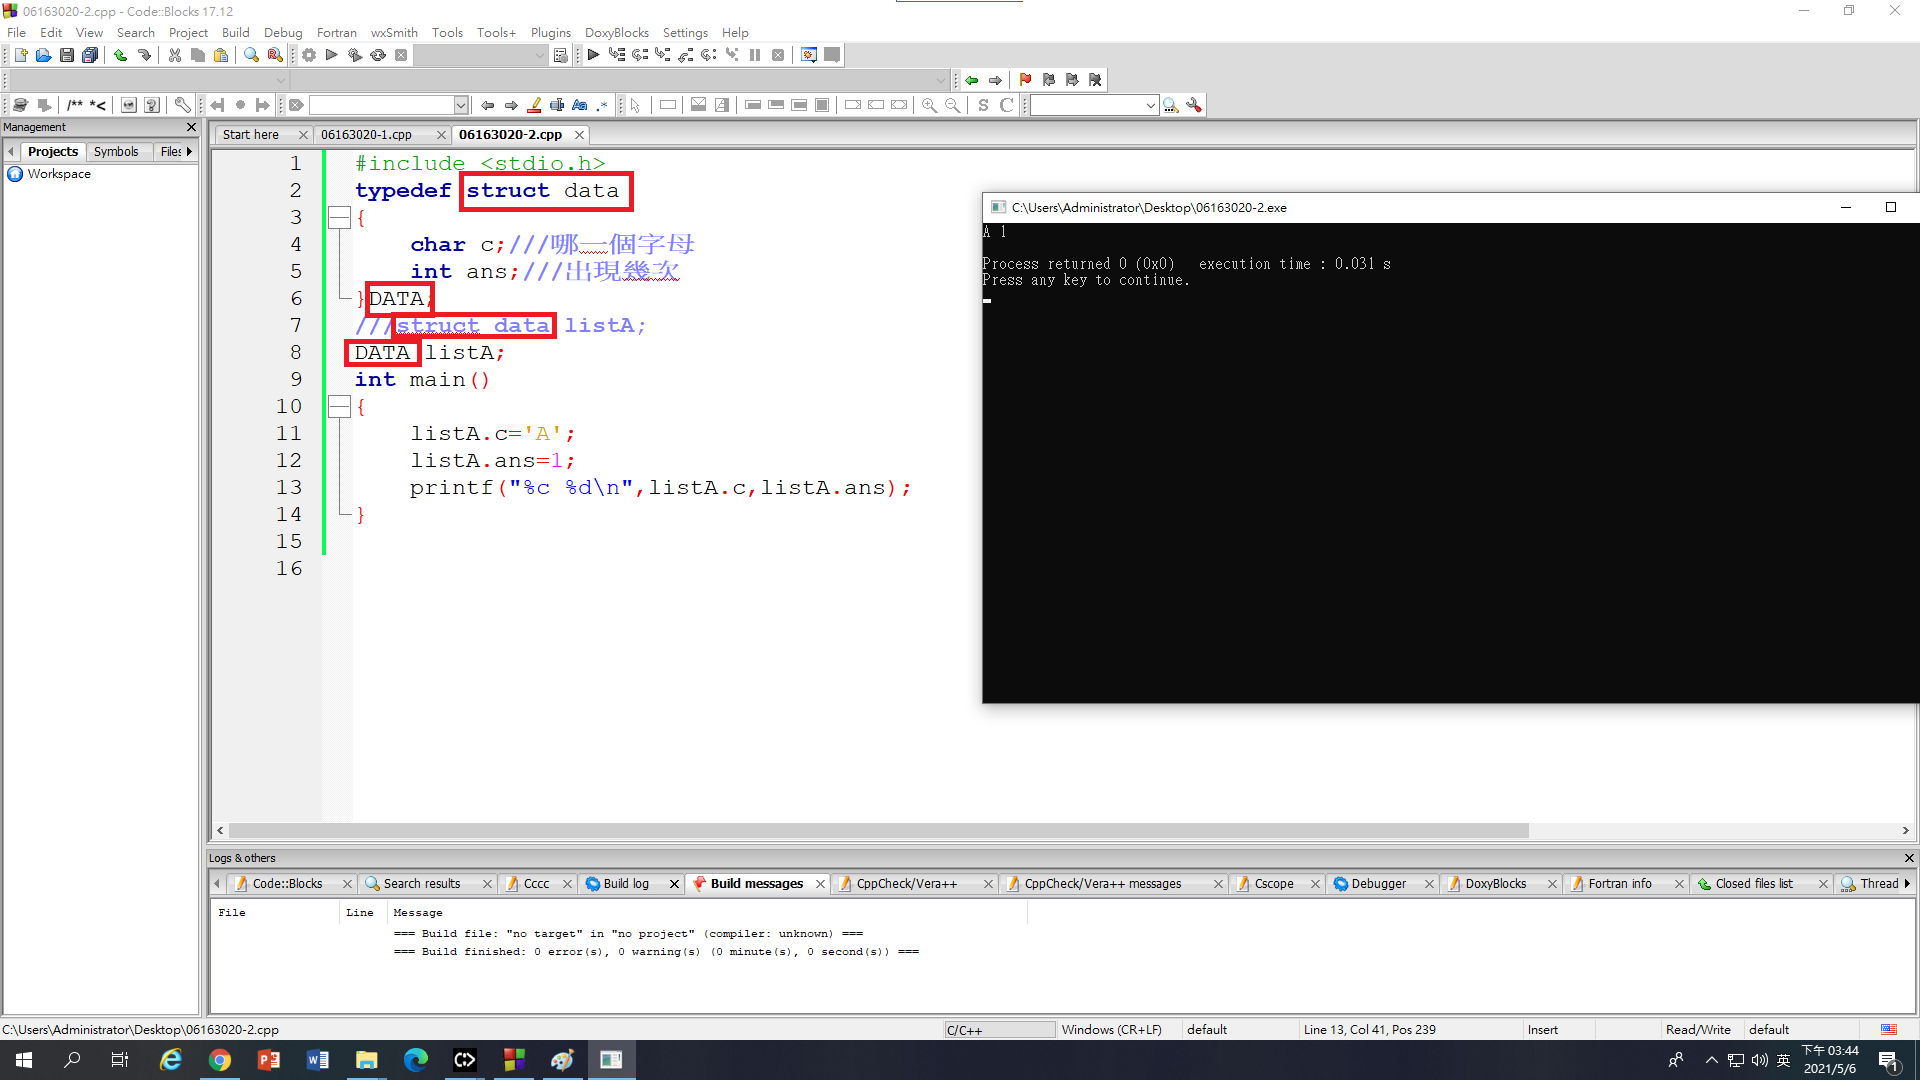 06163020-2.cpp - Code::Blocks 17.12
File Edit View Search Project Build Debug Fortran wxSmith Tools Tools+ Plugins DoxyBlocks Settings Help
/** *<
S C
Management
Projects Symbols Files
Workspace
Start here 06163020-1.cpp 06163020-2.cpp
1 #include <stdio.h>
2 typedef struct data
3 {
4 char c;///哪一個字母
5 int ans;///出現幾次
6 }DATA;
7 ///struct data listA;
8 DATA listA;
9 int main()
10 {
11 listA.c='A';
12 listA.ans=1;
13 printf("%c %d\n",listA.c,listA.ans);
14 }
15
16
C:\Users\Administrator\Desktop\06163020-2.exe
A 1
Process returned 0 (0x0)   execution time : 0.031 s
Press any key to continue.
Logs & others
Code::Blocks Search results Cccc Build log Build messages CppCheck/Vera++ CppCheck/Vera++ messages Cscope Debugger DoxyBlocks Fortran info Closed files list Thread
File Line Message
=== Build file: "no target" in "no project" (compiler: unknown) ===
=== Build finished: 0 error(s), 0 warning(s) (0 minute(s), 0 second(s)) ===
C:\Users\Administrator\Desktop\06163020-2.cpp C/C++ Windows (CR+LF) default Line 13, Col 41, Pos 239 Insert Read/Write default
英 下午 03:44
2021/5/6
1